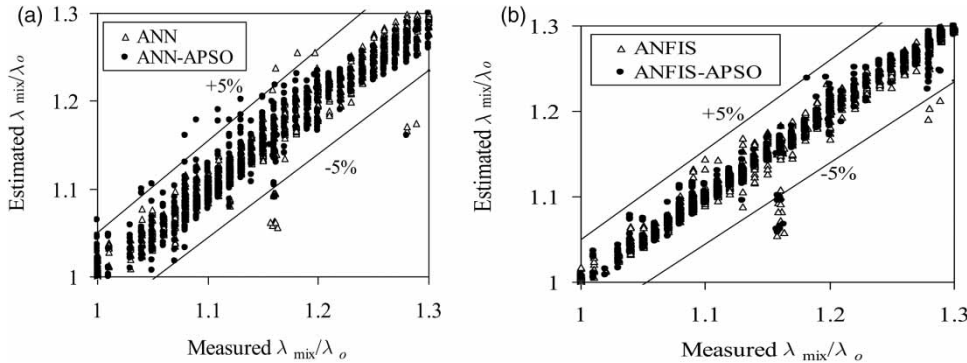 (a)
1.3
△ ANN
● ANN-APSO
+5%
1.2
-5%
1.1
1
Estimated λ mix/λo
1 1.1 1.2 1.3
Measured λ mix/λo
(b)
1.3
△ ANFIS
● ANFIS-APSO
+5%
1.2
-5%
1.1
1
Estimated λ mix/λo
1 1.1 1.2 1.3
Measured λ mix/λo